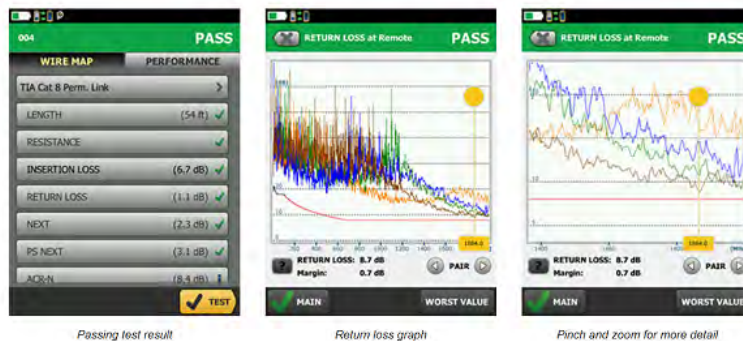 004
PASS
WIRE MAP
PERFORMANCE
TIA Cat 8 Perm. Link
LENGTH (54 ft)
RESISTANCE
INSERTION LOSS (6.7 dB)
RETURN LOSS (1.1 dB)
NEXT (2.3 dB)
PS NEXT (3.1 dB)
ACR-N (8.4 dB)
TEST
Passing test result
RETURN LOSS at Remote
PASS
RETURN LOSS: 8.7 dB
Margin: 0.7 dB
PAIR
MAIN
WORST VALUE
Return loss graph
RETURN LOSS at Remote
PASS
RETURN LOSS: 8.7 dB
Margin: 0.7 dB
PAIR
MAIN
WORST VALUE
Pinch and zoom for more detail